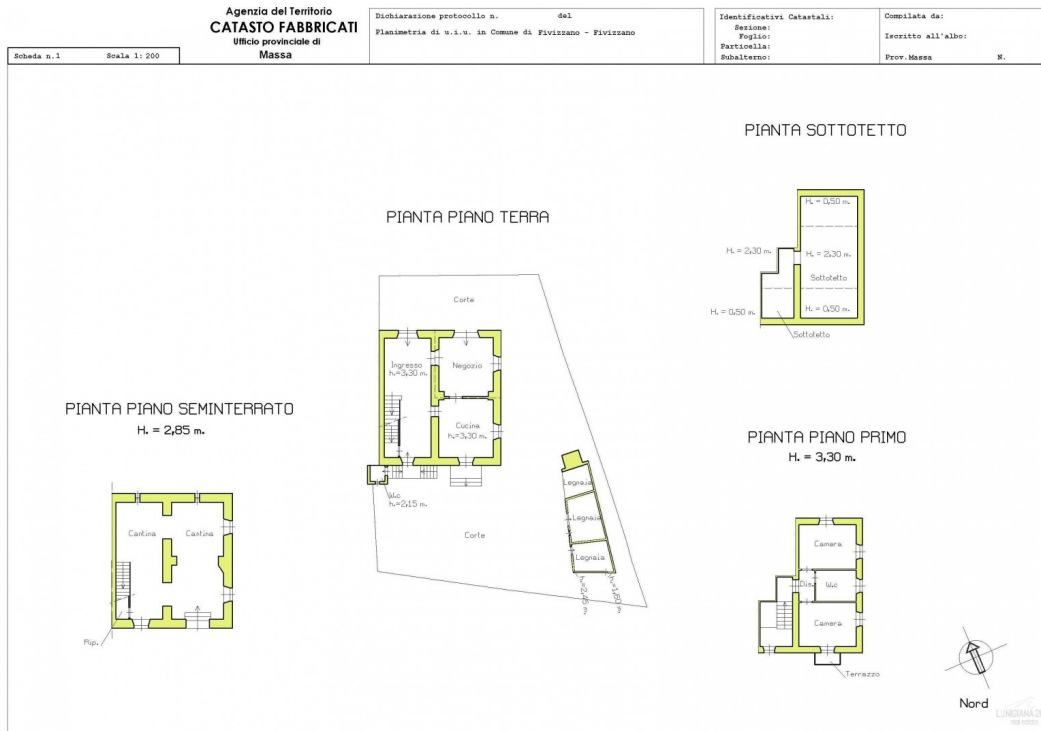 Agenzia del Territorio
CATASTO FABBRICATI
Ufficio provinciale di
Massa
Scheda n.1 Scala 1: 200
Dichiarazione protocollo n. del
Planimetria di u.i.u. in Comune di Fivizzano - Fivizzano
Identificativi Catastali:
Sezione:
Foglio:
Particella:
Subalterno:
Compilata da:
Iscritto all'albo:
Prov.Massa N.
PIANTA SOTTOTETTO
H. = 0,50 m.
H. = 2,30 m.
H. = 2,30 m.
Sottotetto
H. = 0,50 m.
H. = 0,50 m.
Sottotetto
PIANTA PIANO TERRA
Corte
Ingresso
h.=3,30 m.
Negozio
Cucina
h.=3,30 m.
W.c
h.=2,15 m.
Corte
Legnaia
Legnaia
Legnaia
h.=2,45 m.
h.=1,60 m.
PIANTA PIANO SEMINTERRATO
H. = 2,85 m.
Cantina
Cantina
Rip.
PIANTA PIANO PRIMO
H. = 3,30 m.
Camera
Dis.
W.c
Camera
Terrazzo
Nord